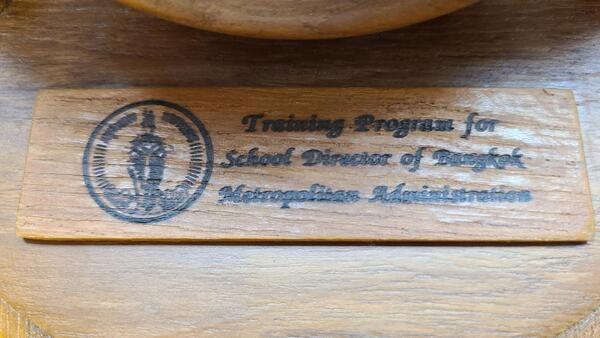 Training Program for
School Director of Bangkok
Metropolitan Administration